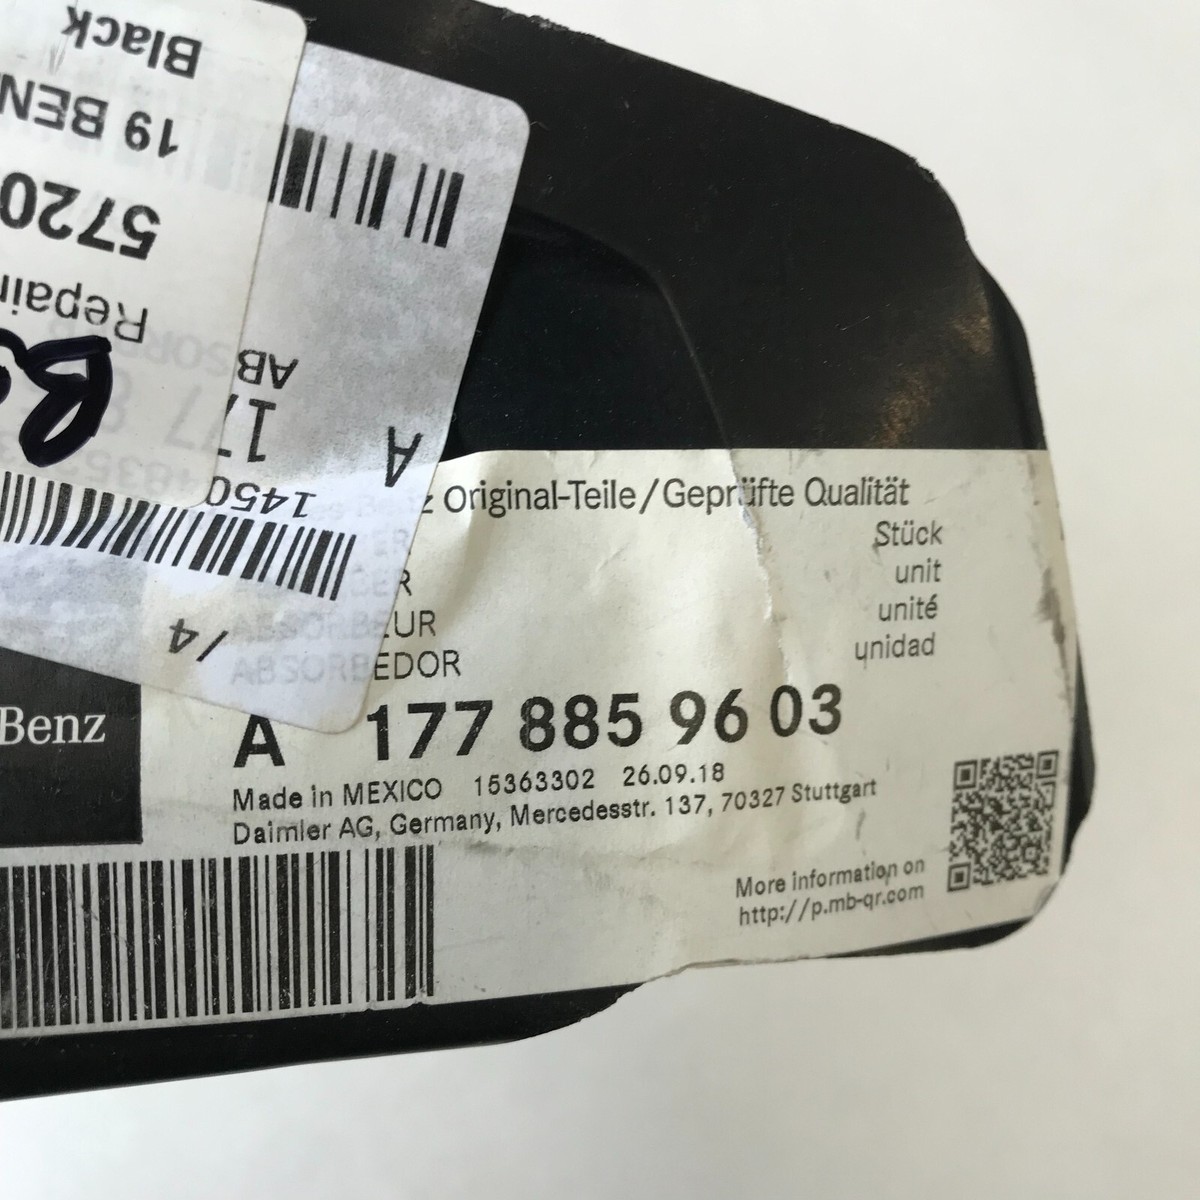 Black
19 BEN
5720
Repair
AB
17
A
1450
/4
Original-Teile/Geprüfte Qualität
Stück
unit
unité
ABSORBEUR
unidad
ABSORBEDOR
Benz
A 177 885 96 03
Made in MEXICO 15363302 26.09.18
Daimler AG, Germany, Mercedesstr. 137, 70327 Stuttgart
More information on
http://p.mb-qr.com